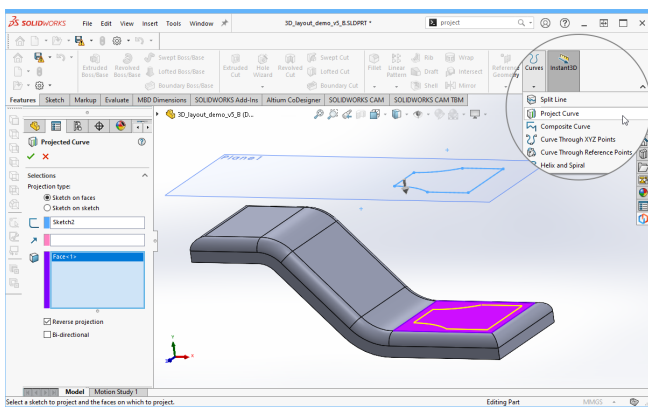 SOLIDWORKS File Edit View Insert Tools Window 3D_layout_demo_v5_B.SLDPRT * project
Extruded Boss/Base Revolved Boss/Base Swept Boss/Base Lofted Boss/Base Boundary Boss/Base Extruded Cut Hole Wizard Revolved Cut Swept Cut Lofted Cut Boundary Cut Fillet Linear Pattern Rib Draft Shell Wrap Intersect Mirror Reference Geometry Curves Instant3D
Features Sketch Markup Evaluate MBD Dimensions SOLIDWORKS Add-Ins Altium CoDesigner SOLIDWORKS CAM SOLIDWORKS CAM TBM
Split Line
Project Curve
Composite Curve
Curve Through XYZ Points
Curve Through Reference Points
Helix and Spiral
3D_layout_demo_v5_B (D...
Projected Curve
Selections
Projection type:
Sketch on faces
Sketch on sketch
Sketch2
Face<1>
Reverse projection
Bi-directional
Plane1
Y
X
Model Motion Study 1
Select a sketch to project and the faces on which to project. Editing Part MMGS